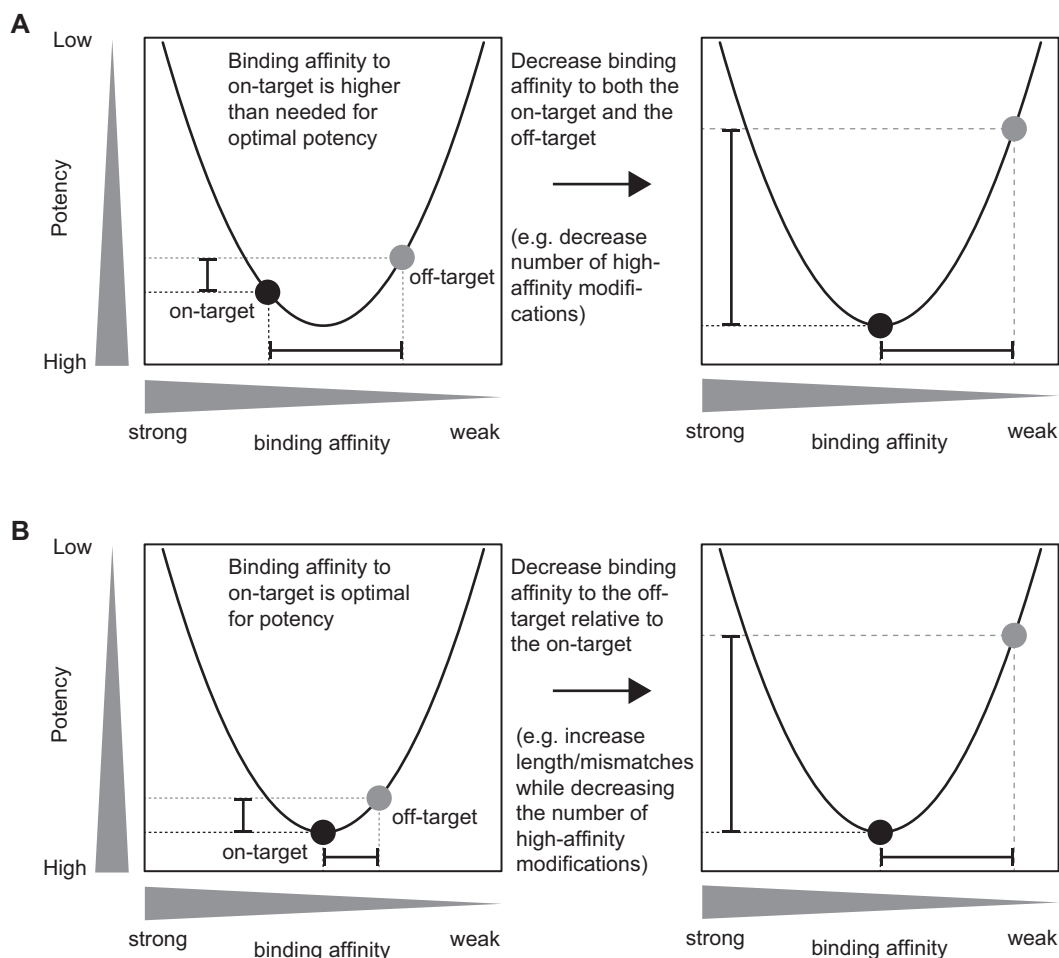 A
Low
Potency
High
Binding affinity to
on-target is higher
than needed for
optimal potency
on-target
off-target
strong
binding affinity
weak
Decrease binding
affinity to both the
on-target and the
off-target
(e.g. decrease
number of high-
affinity modifi-
cations)
strong
binding affinity
weak
B
Low
Potency
High
Binding affinity to
on-target is optimal
for potency
on-target
off-target
strong
binding affinity
weak
Decrease binding
affinity to the off-
target relative to
the on-target
(e.g. increase
length/mismatches
while decreasing
the number of
high-affinity
modifications)
strong
binding affinity
weak